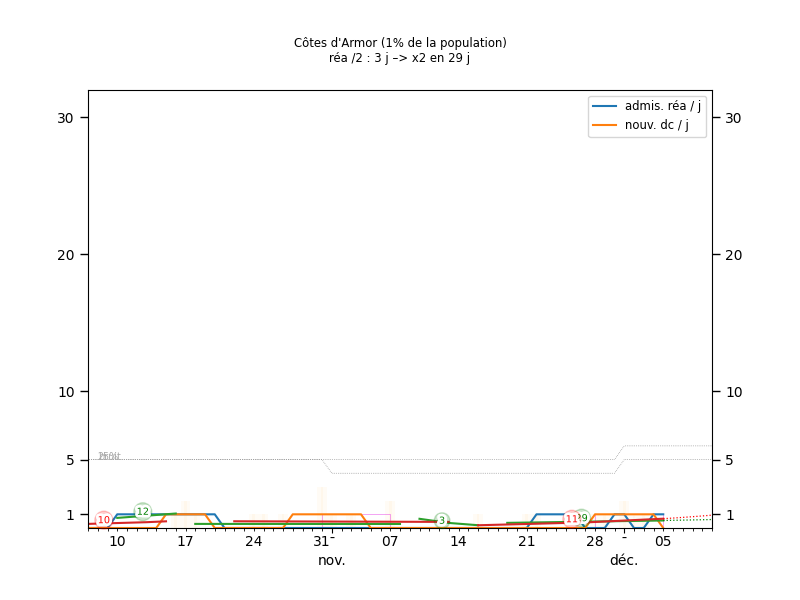 Côtes d'Armor (1% de la population)
réa /2 : 3 j –> x2 en 29 j
admis. réa / j
nouv. dc / j
30 30
20 20
10 10
5 5
1 1
10 12 3 11 29
10 17 24 31 07 14 21 28 - 05
nov. déc.